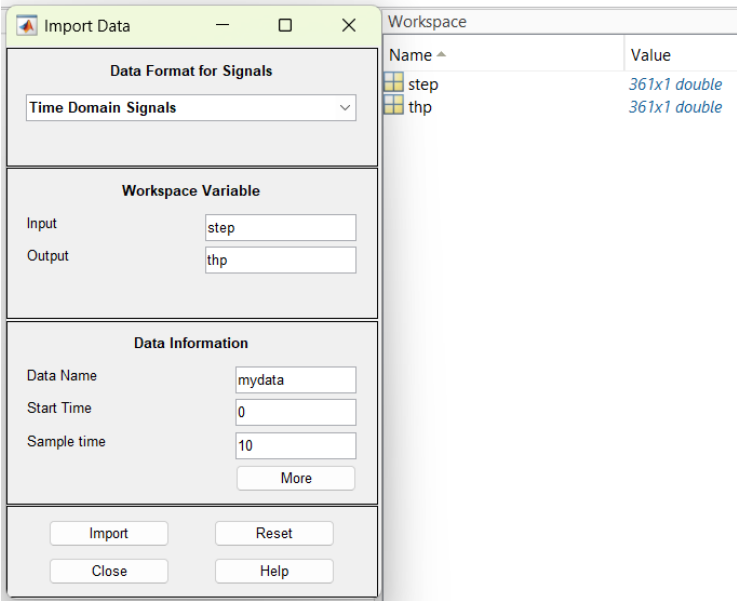 Import Data
Data Format for Signals
Time Domain Signals
Workspace Variable
Input step
Output thp
Data Information
Data Name mydata
Start Time 0
Sample time 10
More
Import Reset
Close Help
Workspace
Name Value
step 361x1 double
thp 361x1 double